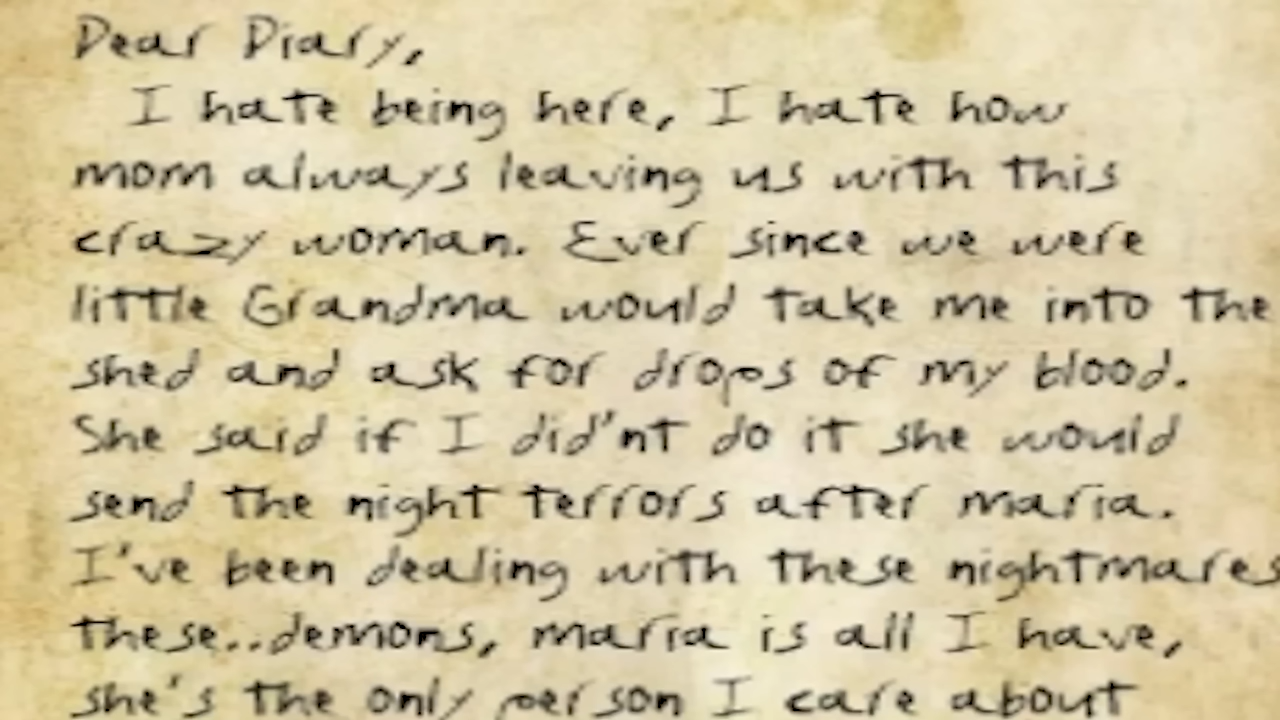 Dear Diary,
I hate being here, I hate how
mom always leaving us with this
crazy woman. Ever since we were
little Grandma would take me into the
shed and ask for drops of my blood.
She said if I did'nt do it she would
send the night terrors after maria.
I've been dealing with these nightmares
these..demons, maria is all I have,
she's the only person I care about